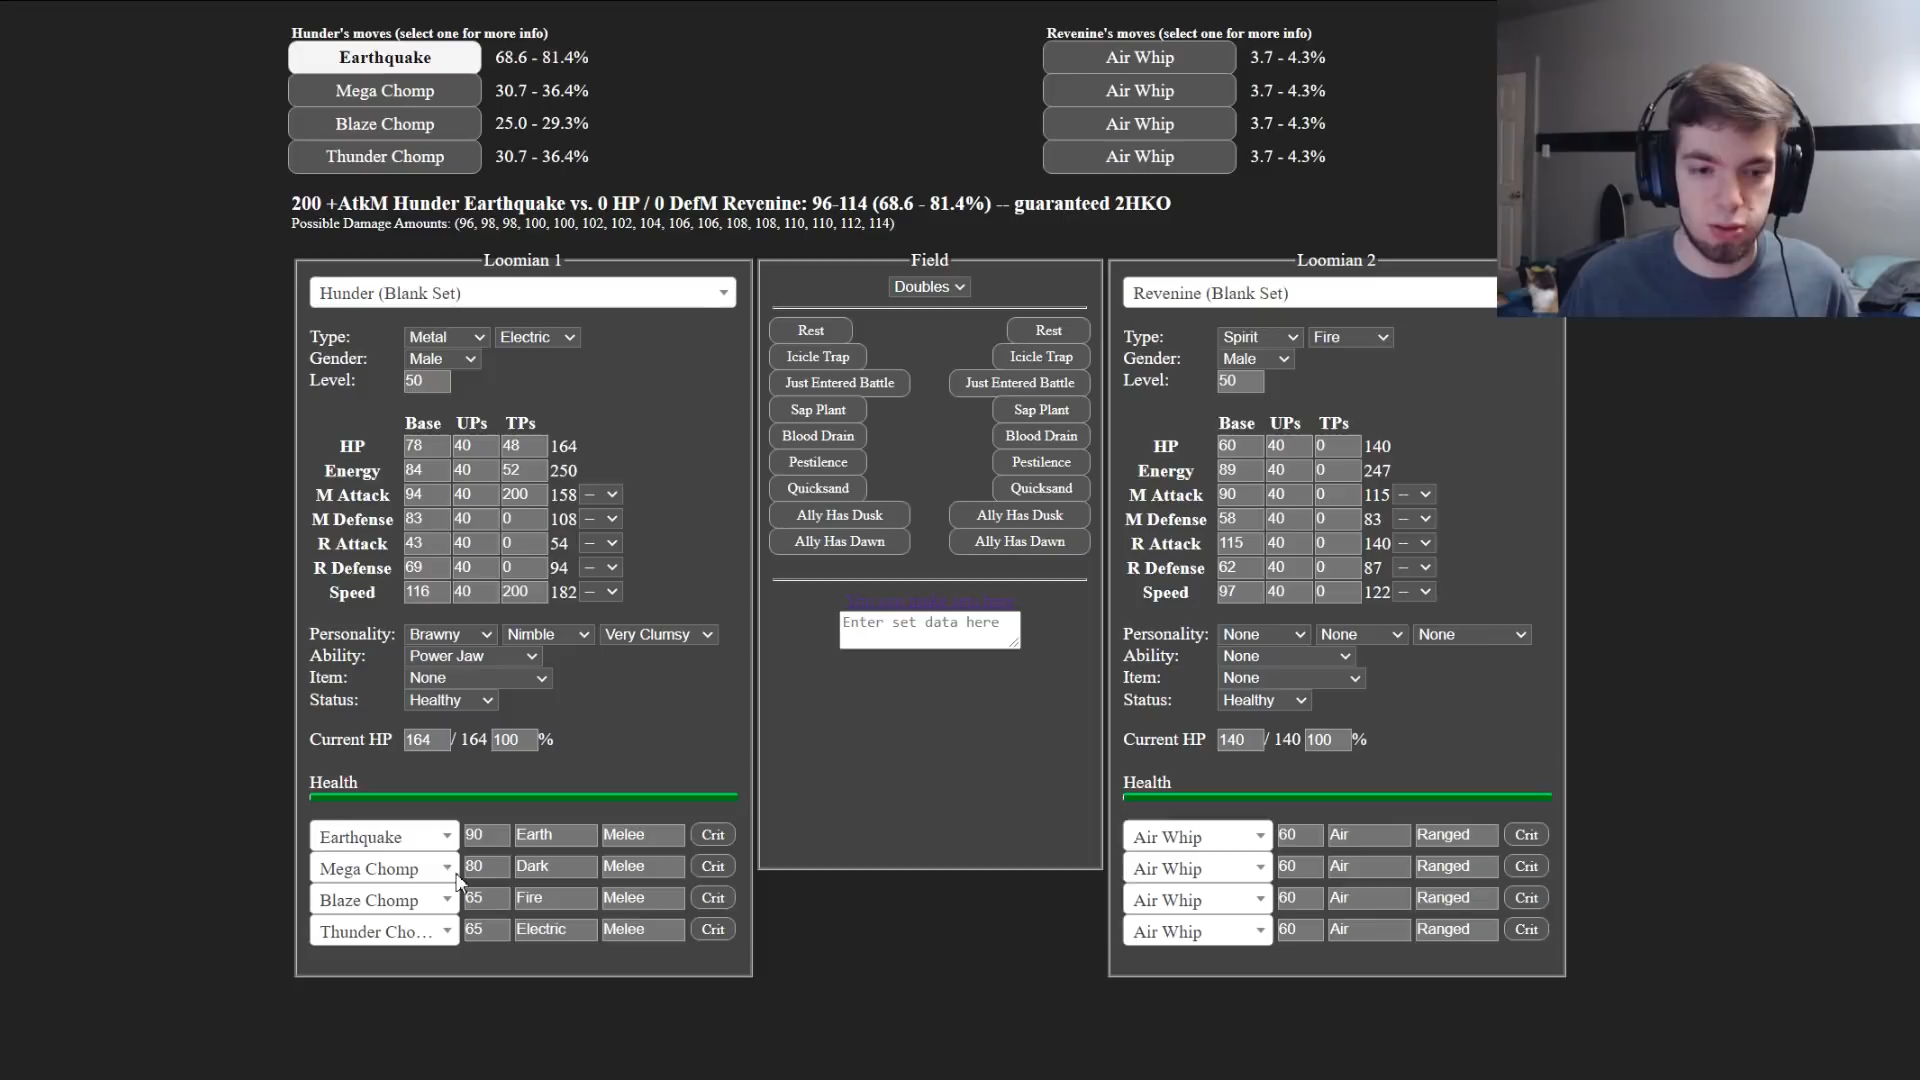 Hunder's moves (select one for more info)
Earthquake 68.6 - 81.4%
Mega Chomp 30.7 - 36.4%
Blaze Chomp 25.0 - 29.3%
Thunder Chomp 30.7 - 36.4%
Revenine's moves (select one for more info)
Air Whip 3.7 - 4.3%
Air Whip 3.7 - 4.3%
Air Whip 3.7 - 4.3%
Air Whip 3.7 - 4.3%
200 +AtkM Hunder Earthquake vs. 0 HP / 0 DefM Revenine: 96-114 (68.6 - 81.4%) -- guaranteed 2HKO
Possible Damage Amounts: (96, 98, 98, 100, 100, 102, 102, 104, 106, 106, 108, 108, 110, 110, 112, 114)
Loomian 1
Hunder (Blank Set)
Type: Metal Electric
Gender: Male
Level: 50
Base UPs TPs
HP 78 40 48 164
Energy 84 40 52 250
M Attack 94 40 200 158 --
M Defense 83 40 0 108 --
R Attack 43 40 0 54 --
R Defense 69 40 0 94 --
Speed 116 40 200 182 --
Personality: Brawny Nimble Very Clumsy
Ability: Power Jaw
Item: None
Status: Healthy
Current HP 164 / 164 100 %
Health
Earthquake 90 Earth Melee Crit
Mega Chomp 80 Dark Melee Crit
Blaze Chomp 65 Fire Melee Crit
Thunder Cho... 65 Electric Melee Crit
Field
Doubles
Rest Rest
Icicle Trap Icicle Trap
Just Entered Battle Just Entered Battle
Sap Plant Sap Plant
Blood Drain Blood Drain
Pestilence Pestilence
Quicksand Quicksand
Ally Has Dusk Ally Has Dusk
Ally Has Dawn Ally Has Dawn
Enter set data here
Loomian 2
Revenine (Blank Set)
Type: Spirit Fire
Gender: Male
Level: 50
Base UPs TPs
HP 60 40 0 140
Energy 89 40 0 247
M Attack 90 40 0 115 --
M Defense 58 40 0 83 --
R Attack 115 40 0 140 --
R Defense 62 40 0 87 --
Speed 97 40 0 122 --
Personality: None None None
Ability: None
Item: None
Status: Healthy
Current HP 140 / 140 100 %
Health
Air Whip 60 Air Ranged Crit
Air Whip 60 Air Ranged Crit
Air Whip 60 Air Ranged Crit
Air Whip 60 Air Ranged Crit